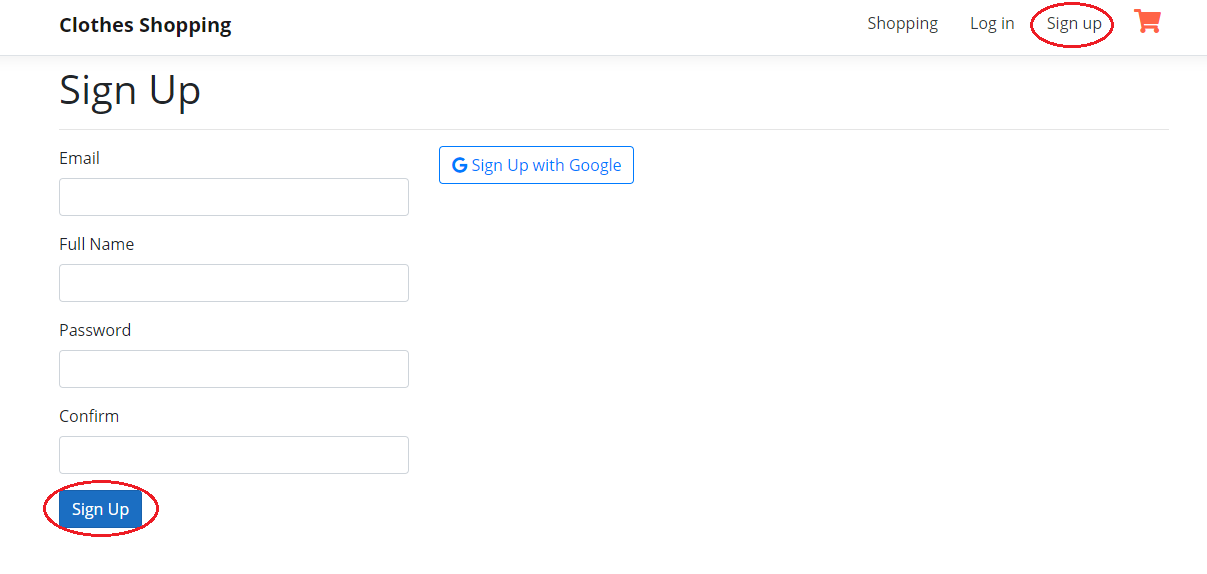 Clothes Shopping
Shopping Log in Sign up
Sign Up
Email
Sign Up with Google
Full Name
Password
Confirm
Sign Up